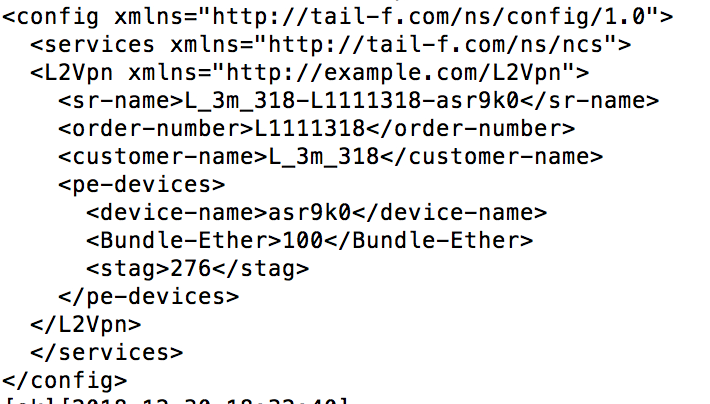 <config xmlns="http://tail-f.com/ns/config/1.0">
  <services xmlns="http://tail-f.com/ns/ncs">
  <L2Vpn xmlns="http://example.com/L2Vpn">
    <sr-name>L_3m_318-L1111318-asr9k0</sr-name>
    <order-number>L1111318</order-number>
    <customer-name>L_3m_318</customer-name>
    <pe-devices>
      <device-name>asr9k0</device-name>
      <Bundle-Ether>100</Bundle-Ether>
      <stag>276</stag>
    </pe-devices>
  </L2Vpn>
  </services>
</config>